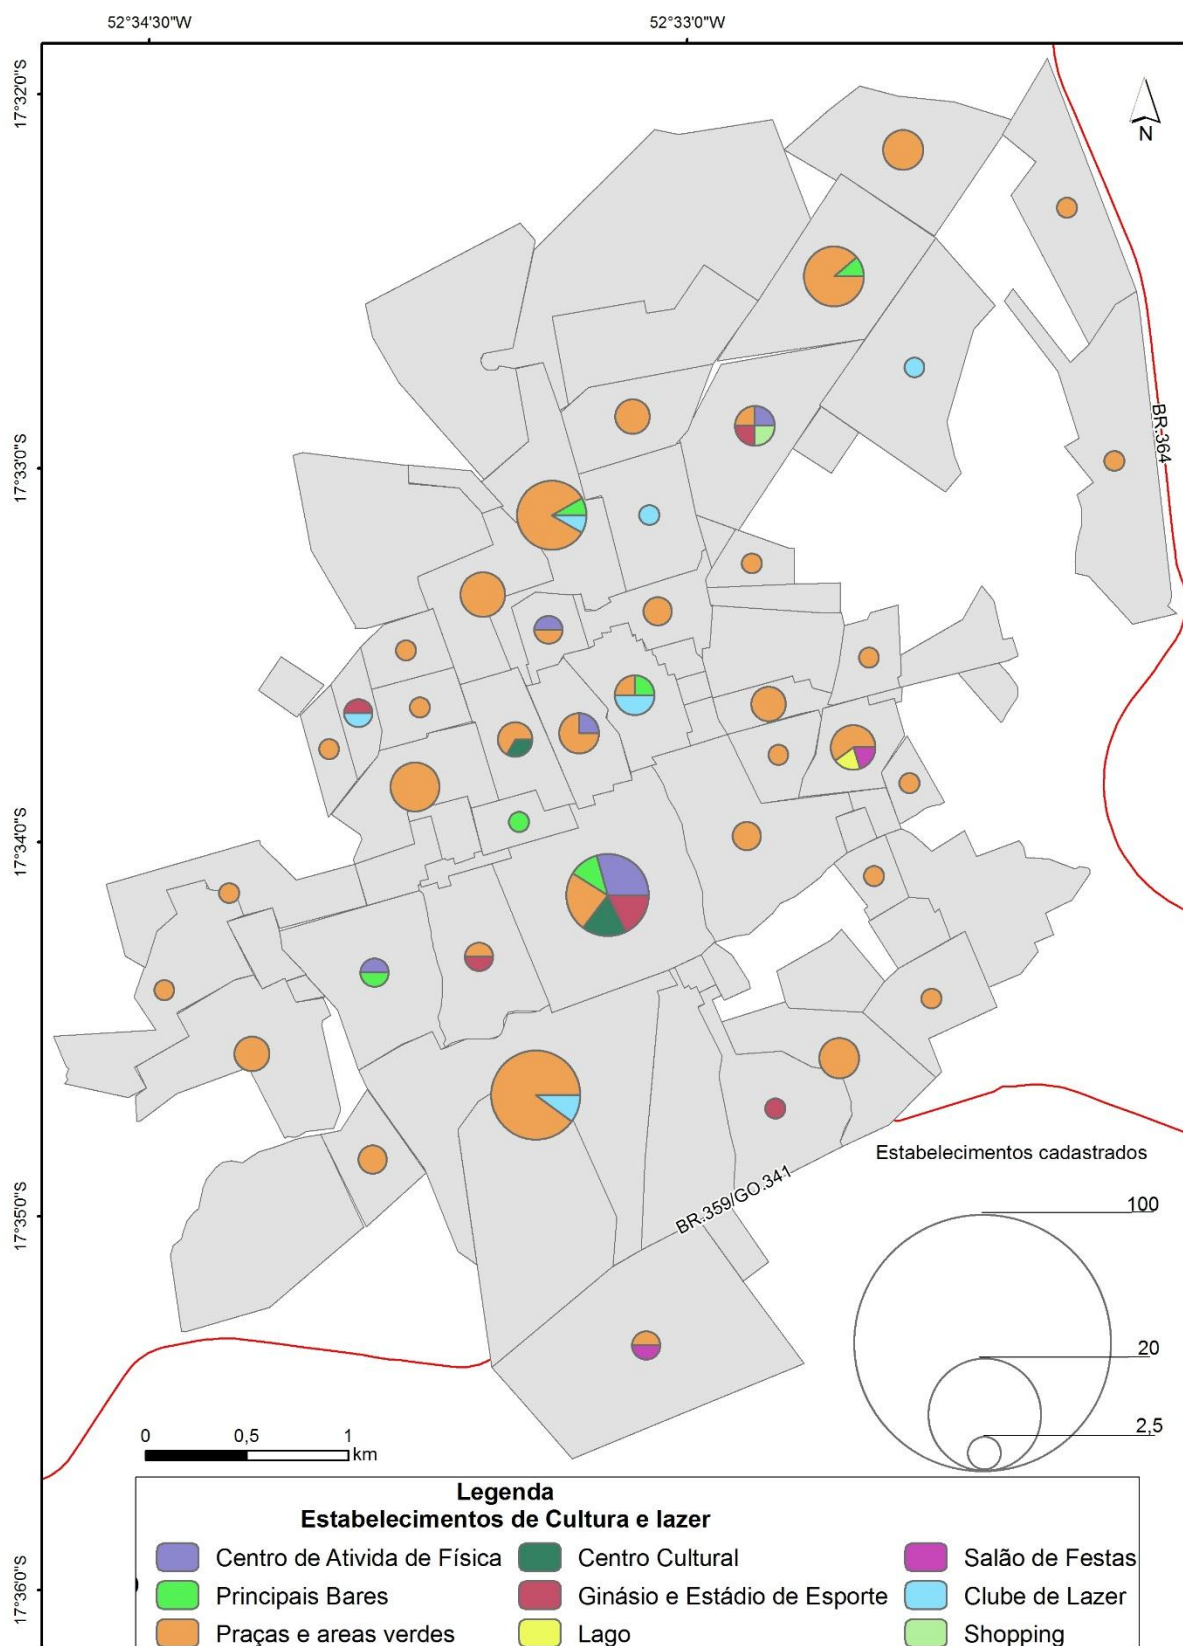 52°34'30"W
52°33'0"W
17°32'0"S
N
BR.364
17°33'0"S
17°34'0"S
Estabelecimentos cadastrados
100
BR.359/GO.341
17°35'0"S
20
2,5
0 0,5 1
km
Legenda
Estabelecimentos de Cultura e lazer
Centro de Ativida de Física Centro Cultural Salão de Festas
Principais Bares Ginásio e Estádio de Esporte Clube de Lazer
Praças e areas verdes Lago Shopping
17°36'0"S